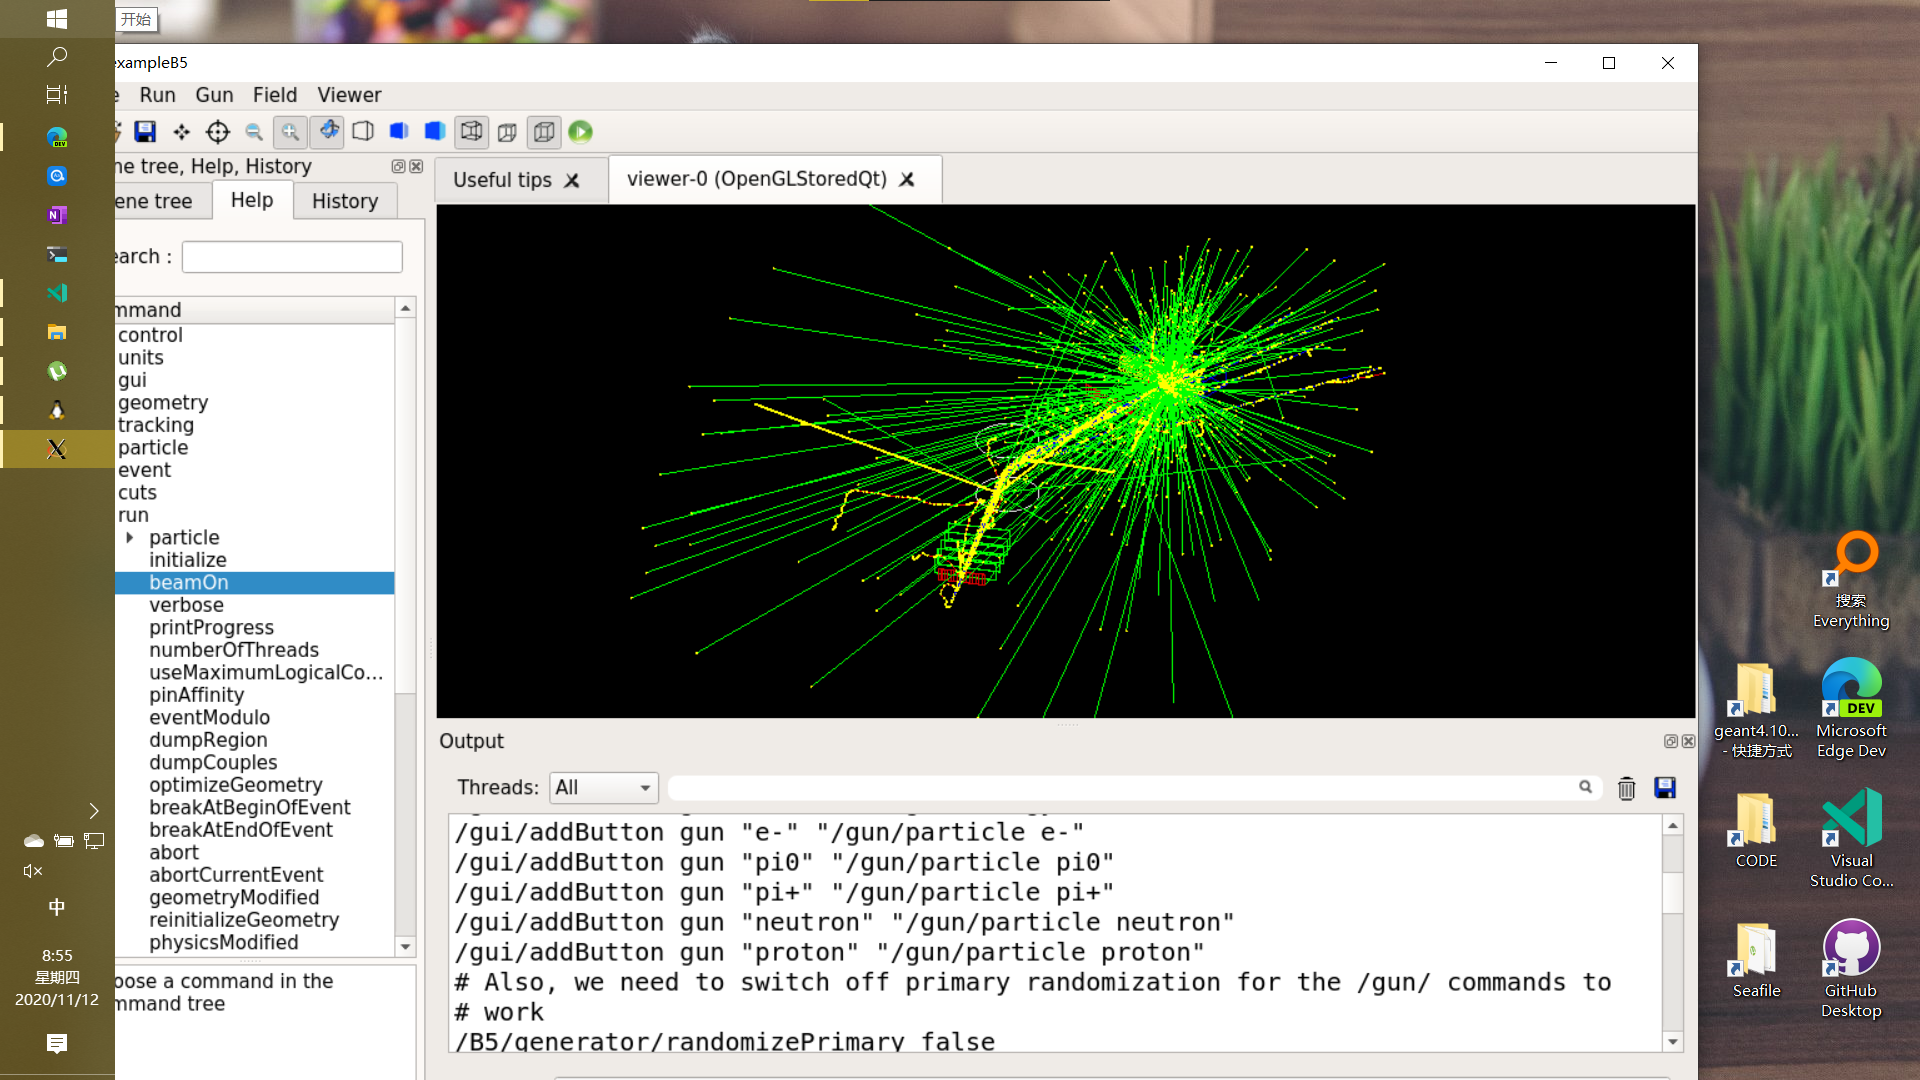 开始
exampleB5
Run Gun Field Viewer
ne tree, Help, History
ene tree Help History
earch :
mmand
control
units
gui
geometry
tracking
particle
event
cuts
run
particle
initialize
beamOn
verbose
printProgress
numberOfThreads
useMaximumLogicalCo...
pinAffinity
eventModulo
dumpRegion
dumpCouples
optimizeGeometry
breakAtBeginOfEvent
breakAtEndOfEvent
abort
abortCurrentEvent
geometryModified
reinitializeGeometry
physicsModified
oose a command in the
mmand tree
Useful tips
viewer-0 (OpenGLStoredQt)
Output
Threads: All
/gui/addButton gun "e-" "/gun/particle e-"
/gui/addButton gun "pi0" "/gun/particle pi0"
/gui/addButton gun "pi+" "/gun/particle pi+"
/gui/addButton gun "neutron" "/gun/particle neutron"
/gui/addButton gun "proton" "/gun/particle proton"
# Also, we need to switch off primary randomization for the /gun/ commands to
# work
/B5/generator/randomizePrimary false
中
8:55
星期四
2020/11/12
搜索
Everything
geant4.10...
- 快捷方式
DEV
Microsoft
Edge Dev
CODE
Visual
Studio Co...
Seafile
GitHub
Desktop